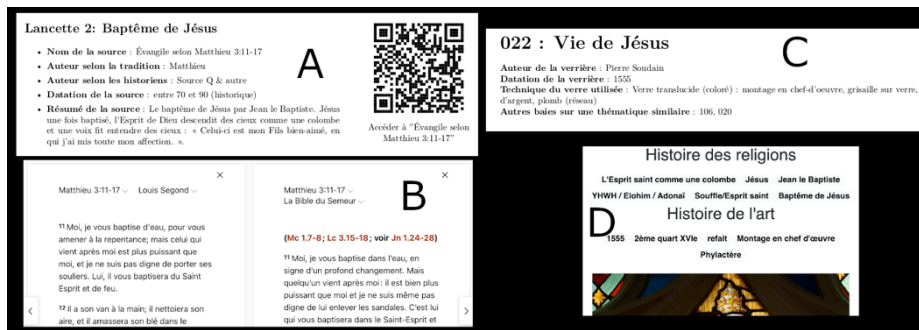 Lancette 2: Baptême de Jésus
• Nom de la source : Évangile selon Matthieu 3:11-17
• Auteur selon la tradition : Matthieu
• Auteur selon les historiens : Source Q & autre
• Datation de la source : entre 70 et 90 (historique)
• Résumé de la source : Le baptême de Jésus par Jean le Baptiste. Jésus
une fois baptisé, l'Esprit de Dieu descendit des cieux comme une colombe
et une voix fit entendre des cieux : « Celui-ci est mon Fils bien-aimé, en
qui j'ai mis toute mon affection. ».
A
Accéder à "Évangile selon
Matthieu 3:11-17"
Matthieu 3:11-17 Louis Segond
11 Moi, je vous baptise d'eau, pour vous
amener à la repentance; mais celui qui
vient après moi est plus puissant que
moi, et je ne suis pas digne de porter ses
souliers. Lui, il vous baptisera du Saint
Esprit et de feu.
12 Il a son van à la main; il nettoiera son
aire, et il amassera son blé dans le
Matthieu 3:11-17
La Bible du Semeur
B
(Mc 1.7-8; Lc 3.15-18; voir Jn 1.24-28)
11 Moi, je vous baptise dans l'eau, en
signe d'un profond changement. Mais
quelqu'un vient après moi : il est bien plus
puissant que moi et je ne suis même pas
digne de lui enlever les sandales. C'est lui
qui vous baptisera dans le Saint-Esprit et
022 : Vie de Jésus
C
Auteur de la verrière : Pierre Soudain
Datation de la verrière : 1555
Technique du verre utilisée : Verre translucide (coloré) : montage en chef-d'oeuvre, grisaille sur verre,
d'argent, plomb (réseau)
Autres baies sur une thématique similaire : 106, 020
Histoire des religions
L'Esprit saint comme une colombe Jésus Jean le Baptiste
YHWH / Elohim / Adonaï Souffle/Esprit saint Baptême de Jésus
D
Histoire de l'art
1555 2ème quart XVIe refait Montage en chef d'œuvre
Phylactère